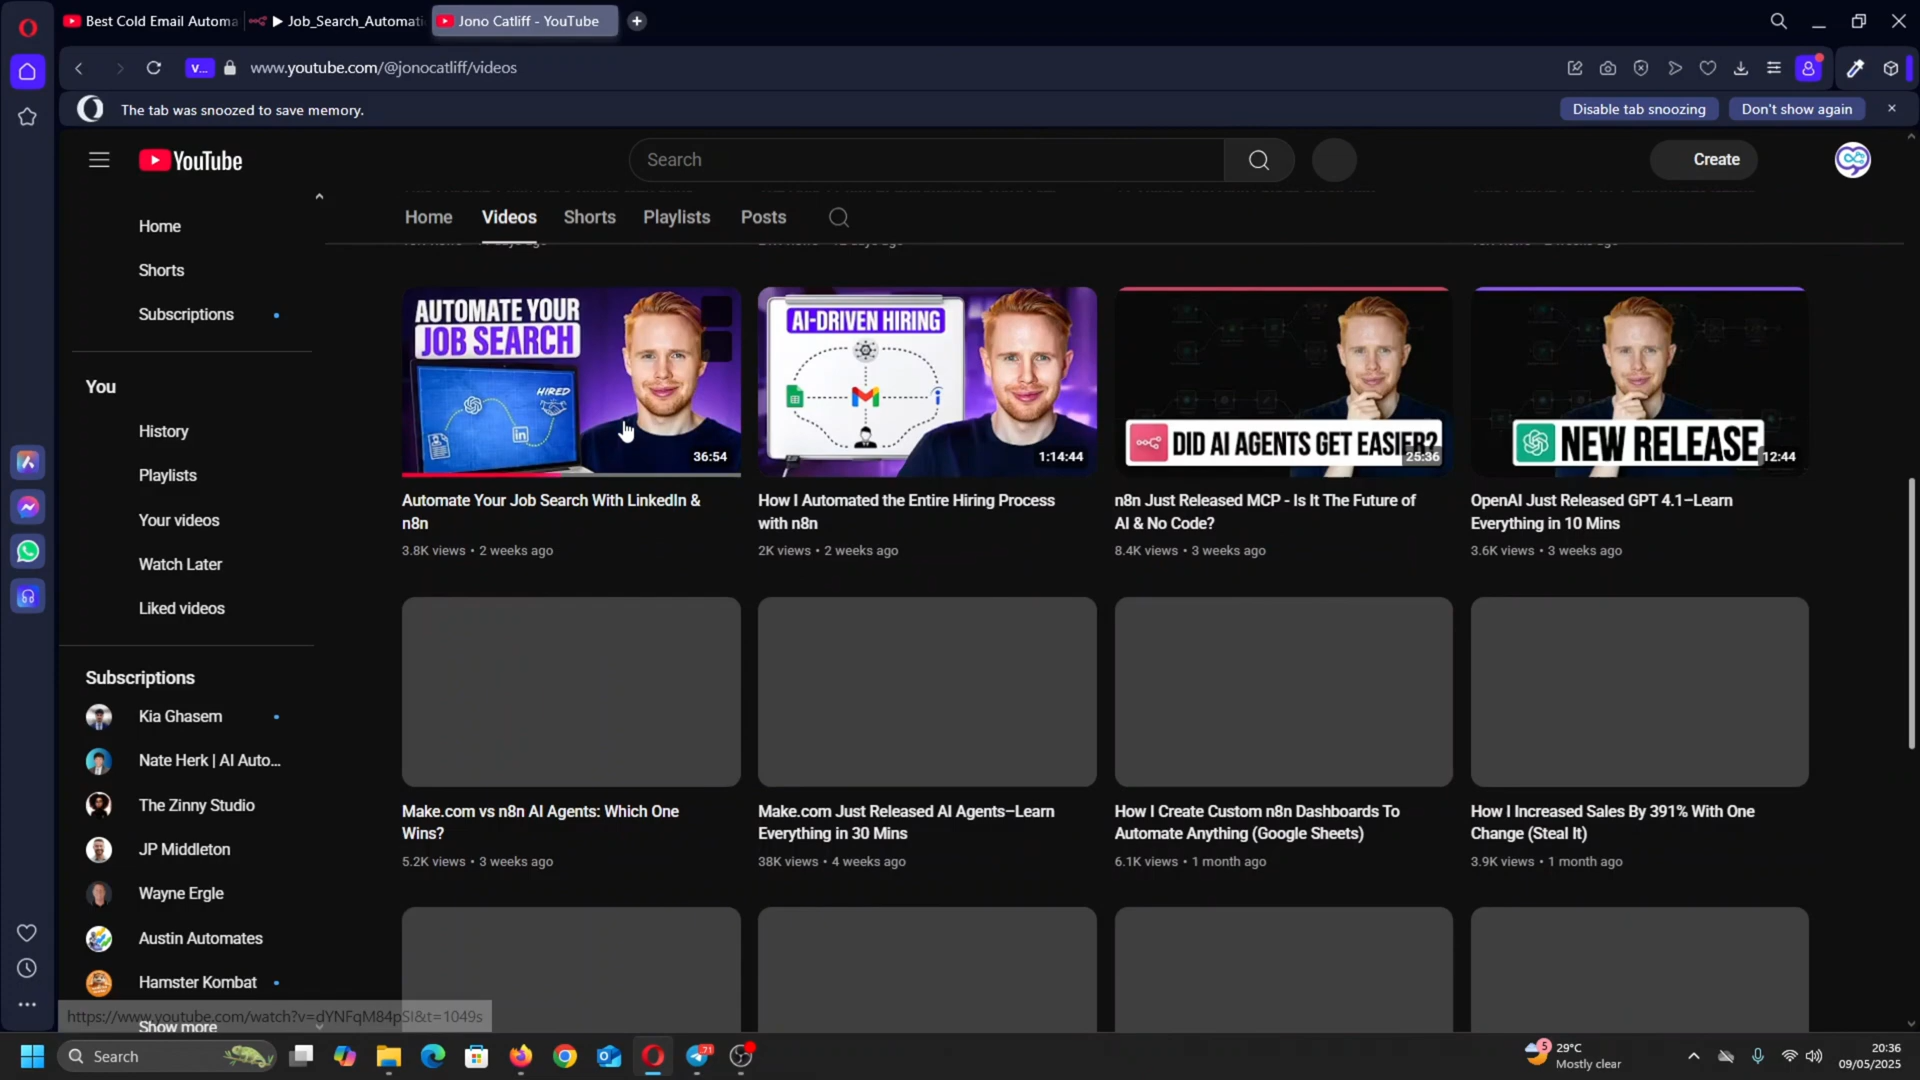 Best Cold Email Automa
Job_Search_Automati
Jono Catliff - YouTube
V...
www.youtube.com/@jonocatliff/videos
The tab was snoozed to save memory.
Disable tab snoozing
Don't show again
YouTube
Search
Create
Home
Videos
Shorts
Playlists
Posts
Home
Shorts
Subscriptions
You
History
Playlists
Your videos
Watch Later
Liked videos
Subscriptions
Kia Ghasem
Nate Herk | AI Auto...
The Zinny Studio
JP Middleton
Wayne Ergle
Austin Automates
Hamster Kombat
Show more
AUTOMATE YOUR
JOB SEARCH
HIRED
in
36:54
Automate Your Job Search With LinkedIn &
n8n
3.8K views • 2 weeks ago
AI-DRIVEN HIRING
1:14:44
How I Automated the Entire Hiring Process
with n8n
2K views • 2 weeks ago
DID AI AGENTS GET EASIER?
25:36
n8n Just Released MCP - Is It The Future of
AI & No Code?
8.4K views • 3 weeks ago
NEW RELEASE
12:44
OpenAI Just Released GPT 4.1–Learn
Everything in 10 Mins
3.6K views • 3 weeks ago
Make.com vs n8n AI Agents: Which One
Wins?
5.2K views • 3 weeks ago
Make.com Just Released AI Agents–Learn
Everything in 30 Mins
38K views • 4 weeks ago
How I Create Custom n8n Dashboards To
Automate Anything (Google Sheets)
6.1K views • 1 month ago
How I Increased Sales By 391% With One
Change (Steal It)
3.9K views • 1 month ago
https://www.youtube.com/watch?v=dYNFqM84pSI&t=1049s
Search
71
5
29°C
Mostly clear
20:36
09/05/2025